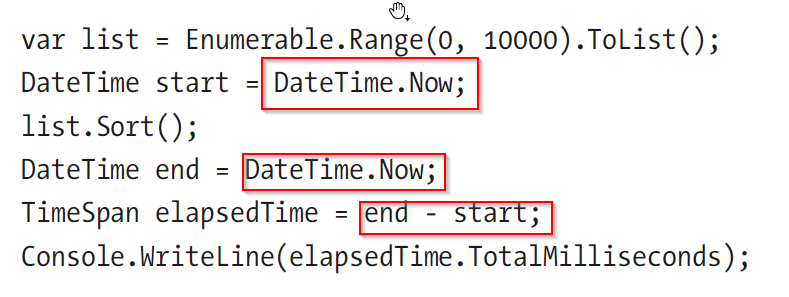 var list = Enumerable.Range(0, 10000).ToList();
DateTime start = DateTime.Now;
list.Sort();
DateTime end = DateTime.Now;
TimeSpan elapsedTime = end - start;
Console.WriteLine(elapsedTime.TotalMilliseconds);